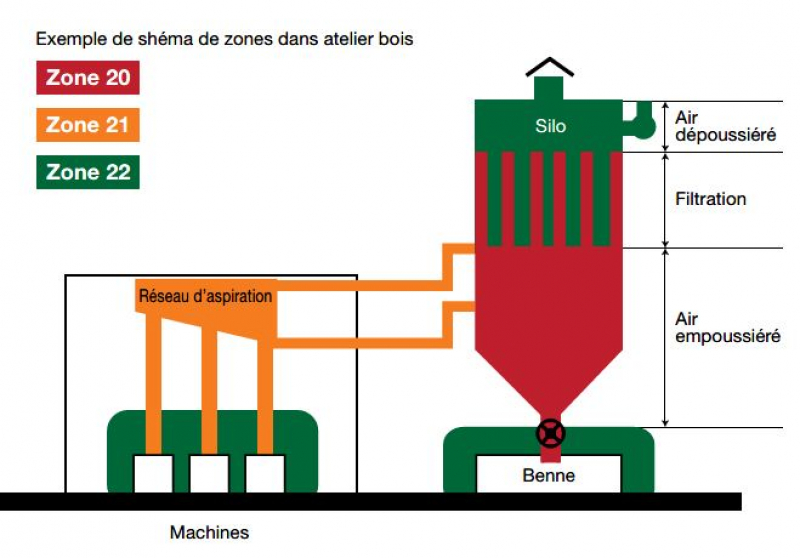 Exemple de shéma de zones dans atelier bois
Zone 20
Zone 21
Zone 22
Silo
Air
dépoussiéré
Filtration
Réseau d'aspiration
Air
empoussiéré
Benne
Machines